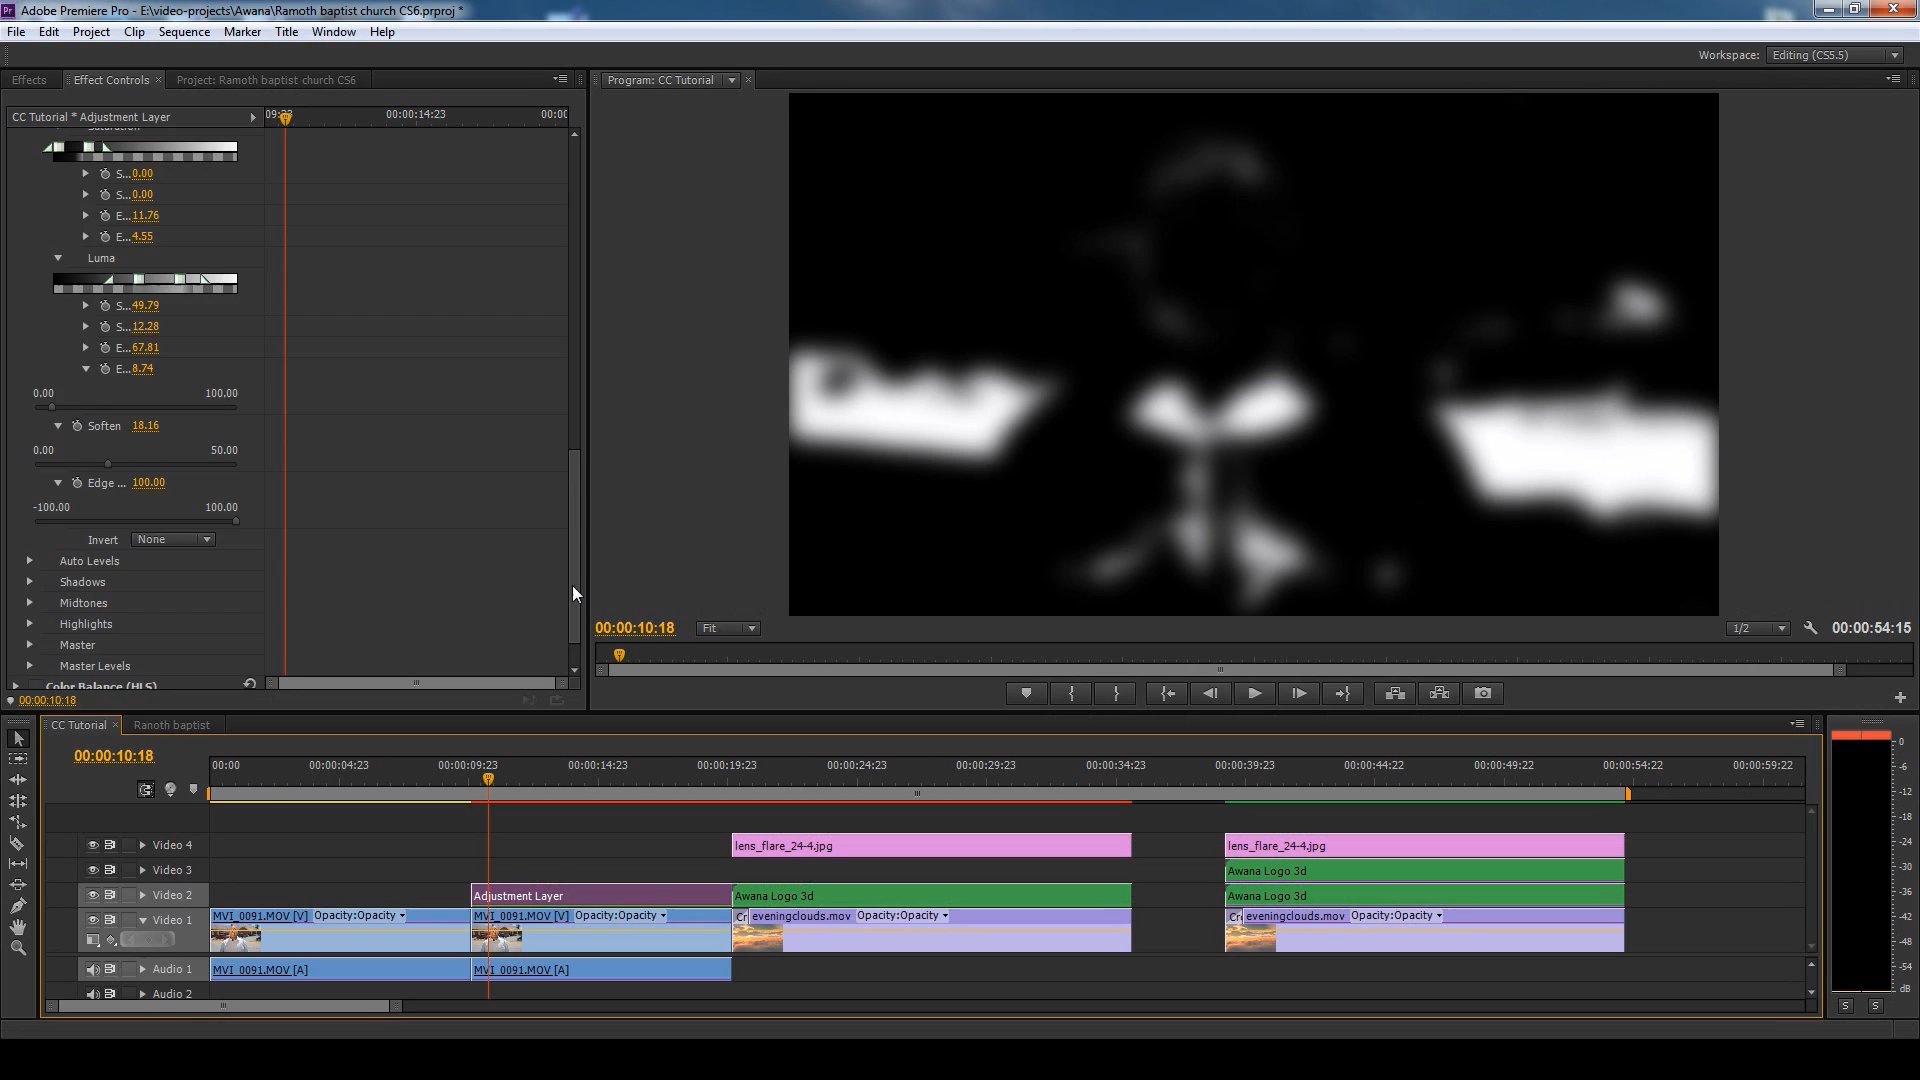 Adobe Premiere Pro - E:\video-projects\Awana\Ramoth baptist church CS6.prproj *
File Edit Project Clip Sequence Marker Title Window Help
Workspace: Editing (CS5.5)
Effects Effect Controls Project: Ramoth baptist church CS6
Program: CC Tutorial
CC Tutorial * Adjustment Layer
09:23 00:00:14:23 00:00
Saturation
S... 0.00
S... 0.00
E... 11.76
E... 4.55
Luma
S... 49.79
S... 12.28
E... 67.81
E... 8.74
0.00 100.00
Soften 18.16
0.00 50.00
Edge ... 100.00
-100.00 100.00
Invert None
Auto Levels
Shadows
Midtones
Highlights
Master
Master Levels
Color Balance (HLS)
00:00:10:18
00:00:10:18 Fit 1/2 00:00:54:15
CC Tutorial Ranoth baptist
00:00:10:18
00:00 00:00:04:23 00:00:09:23 00:00:14:23 00:00:19:23 00:00:24:23 00:00:29:23 00:00:34:23 00:00:39:23 00:00:44:22 00:00:49:22 00:00:54:22 00:00:59:22
Video 4 lens_flare_24-4.jpg lens_flare_24-4.jpg
Video 3 Awana Logo 3d
Video 2 Adjustment Layer Awana Logo 3d Awana Logo 3d
Video 1 MVI_0091.MOV [V] Opacity:Opacity MVI_0091.MOV [V] Opacity:Opacity Cr eveningclouds.mov Opacity:Opacity Cr eveningclouds.mov Opacity:Opacity
Audio 1 MVI_0091.MOV [A] MVI_0091.MOV [A]
Audio 2
0
-6
-12
-18
-24
-30
-36
-42
-48
-54
dB
S S